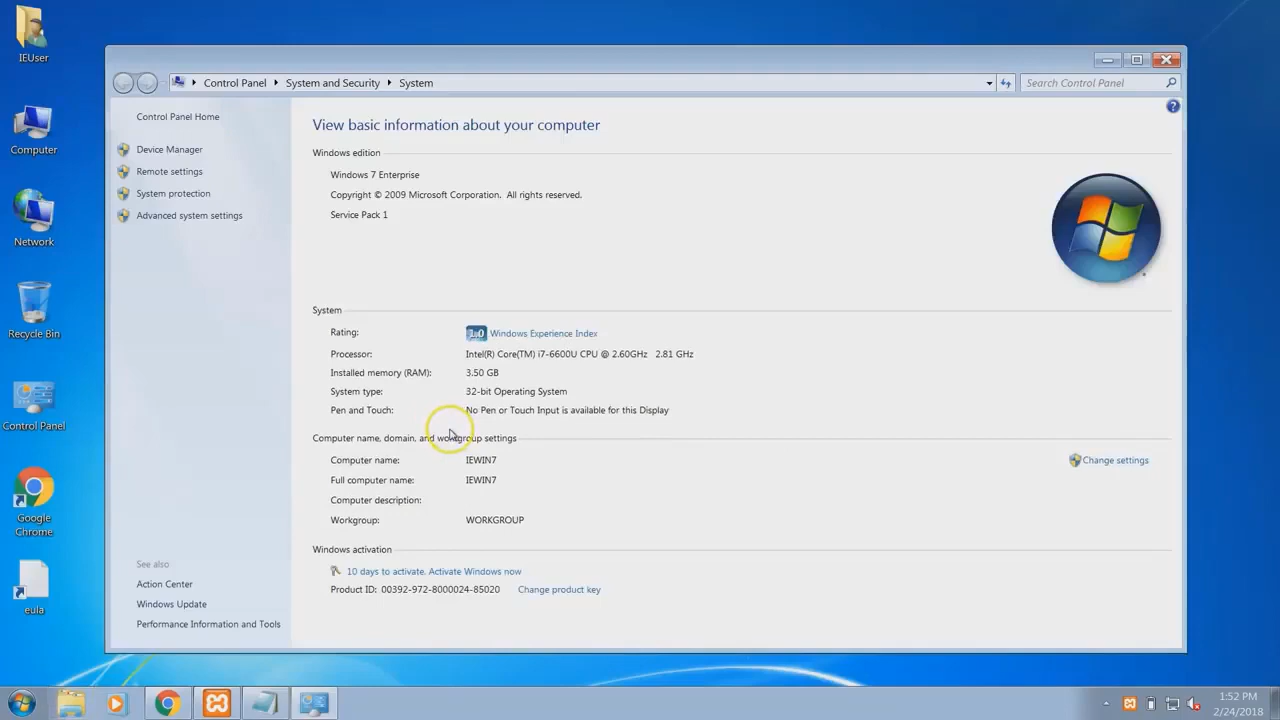 IEUser
Computer
Network
Recycle Bin
Control Panel
Google
Chrome
eula
Control Panel System and Security System
Search Control Panel
Control Panel Home
Device Manager
Remote settings
System protection
Advanced system settings
See also
Action Center
Windows Update
Performance Information and Tools
View basic information about your computer
Windows edition
Windows 7 Enterprise
Copyright © 2009 Microsoft Corporation. All rights reserved.
Service Pack 1
System
Rating: 1.0 Windows Experience Index
Processor: Intel(R) Core(TM) i7-6600U CPU @ 2.60GHz 2.81 GHz
Installed memory (RAM): 3.50 GB
System type: 32-bit Operating System
Pen and Touch: No Pen or Touch Input is available for this Display
Computer name, domain, and workgroup settings
Computer name: IEWIN7 Change settings
Full computer name: IEWIN7
Computer description:
Workgroup: WORKGROUP
Windows activation
10 days to activate. Activate Windows now
Product ID: 00392-972-8000024-85020 Change product key
1:52 PM
2/24/2018